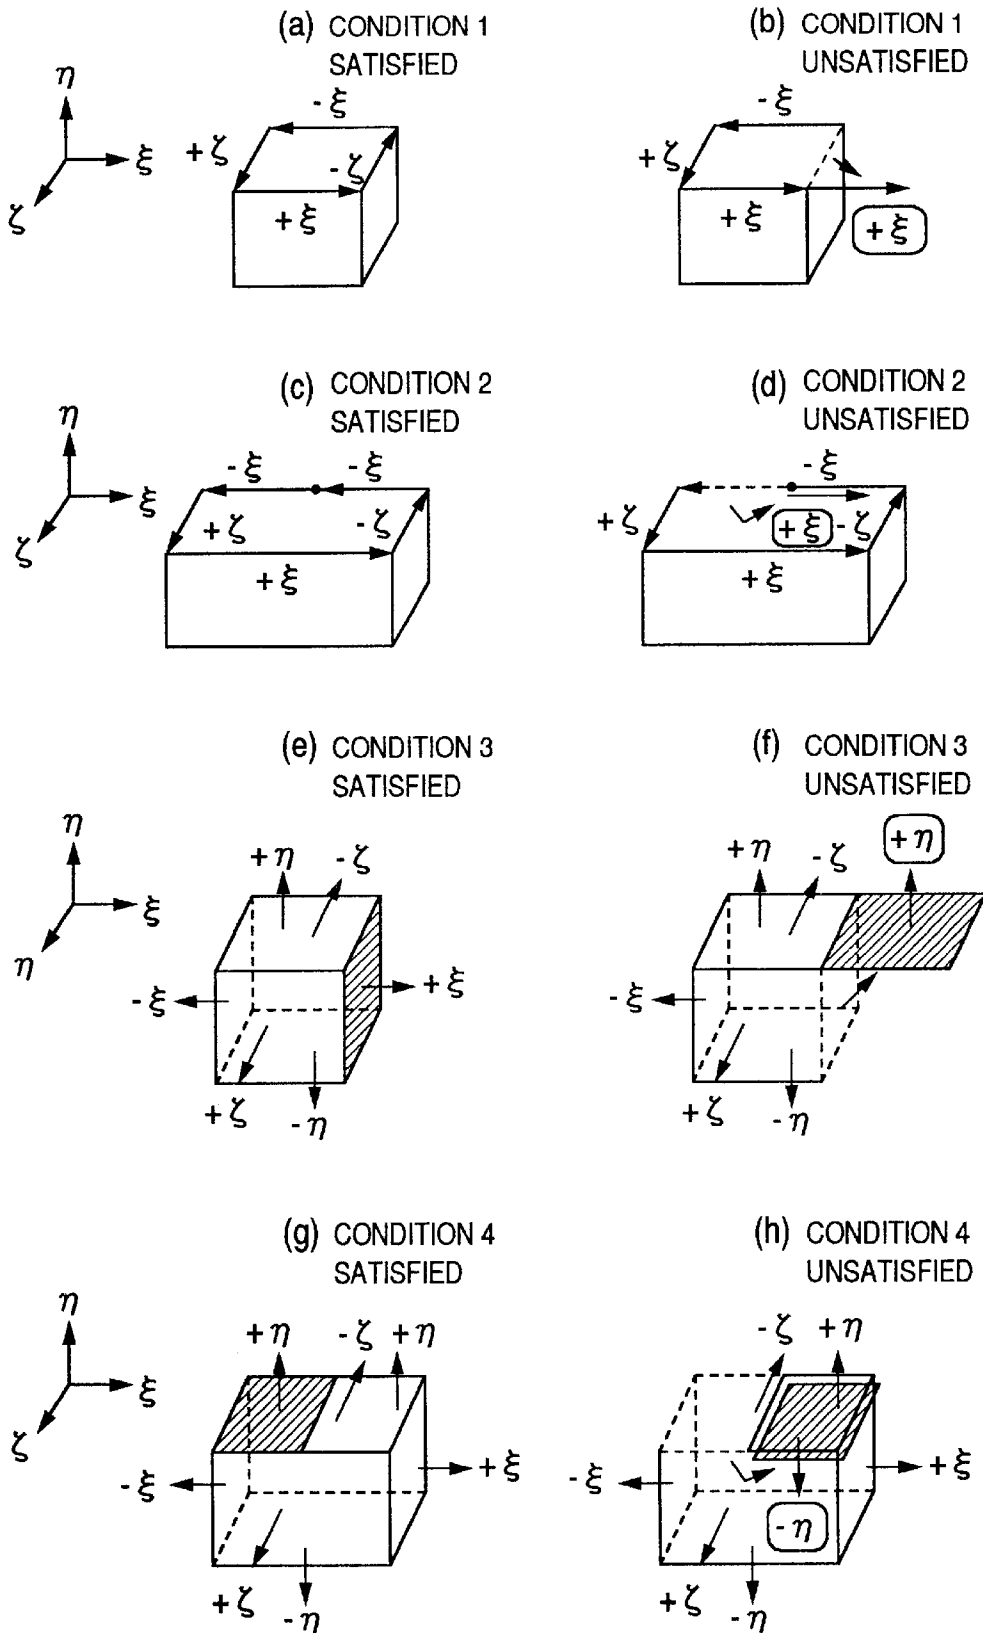 (a) CONDITION 1
SATISFIED
(b) CONDITION 1
UNSATISFIED
η
ξ
ζ
- ξ
+ ζ
- ζ
+ ξ
- ξ
+ ζ
+ ξ
+ ξ
(c) CONDITION 2
SATISFIED
(d) CONDITION 2
UNSATISFIED
η
ξ
ζ
- ξ
- ξ
+ ζ
- ζ
+ ξ
- ξ
+ ζ
+ ξ
- ζ
+ ξ
(e) CONDITION 3
SATISFIED
(f) CONDITION 3
UNSATISFIED
η
ξ
η
+ η
- ζ
- ξ
+ ξ
+ ζ
- η
+ η
- ζ
+ η
- ξ
+ ζ
- η
(g) CONDITION 4
SATISFIED
(h) CONDITION 4
UNSATISFIED
η
ξ
ζ
+ η
- ζ
+ η
- ξ
+ ξ
+ ζ
- η
- ζ
+ η
- ξ
+ ξ
- η
+ ζ
- η